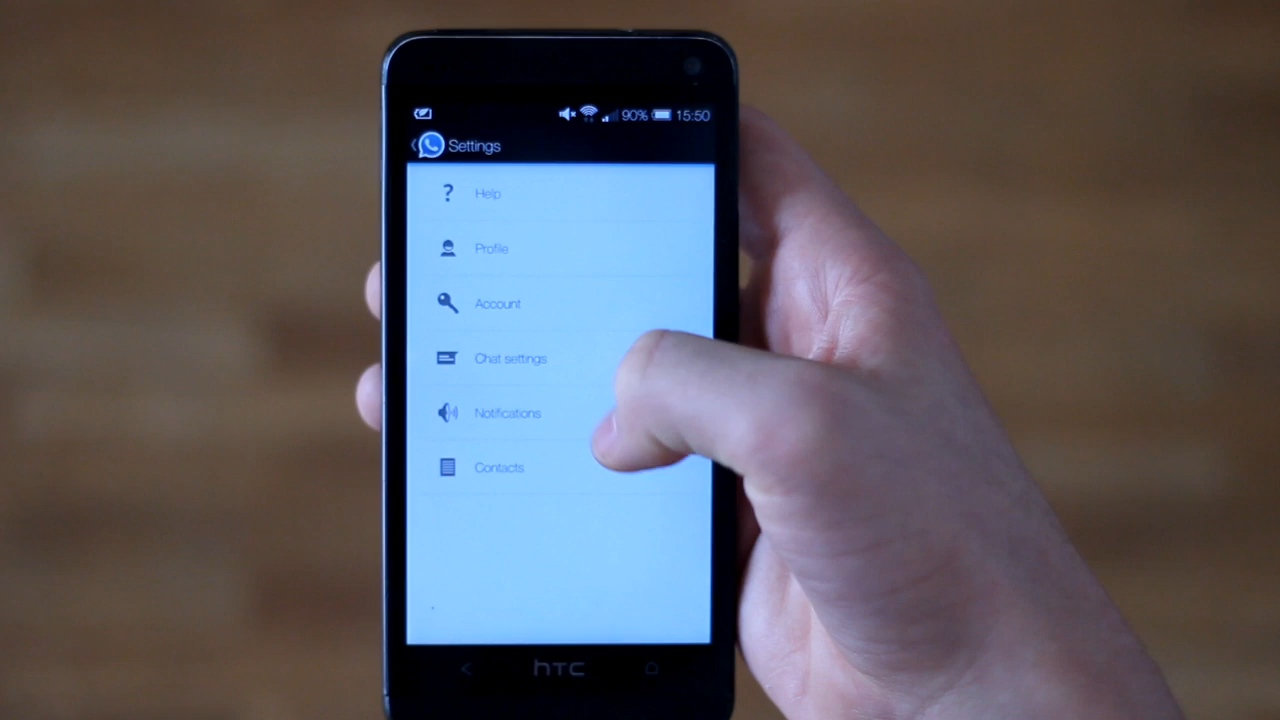 90% 15:50
Settings
Help
Profile
Account
Chat settings
Notifications
Contacts
hTC